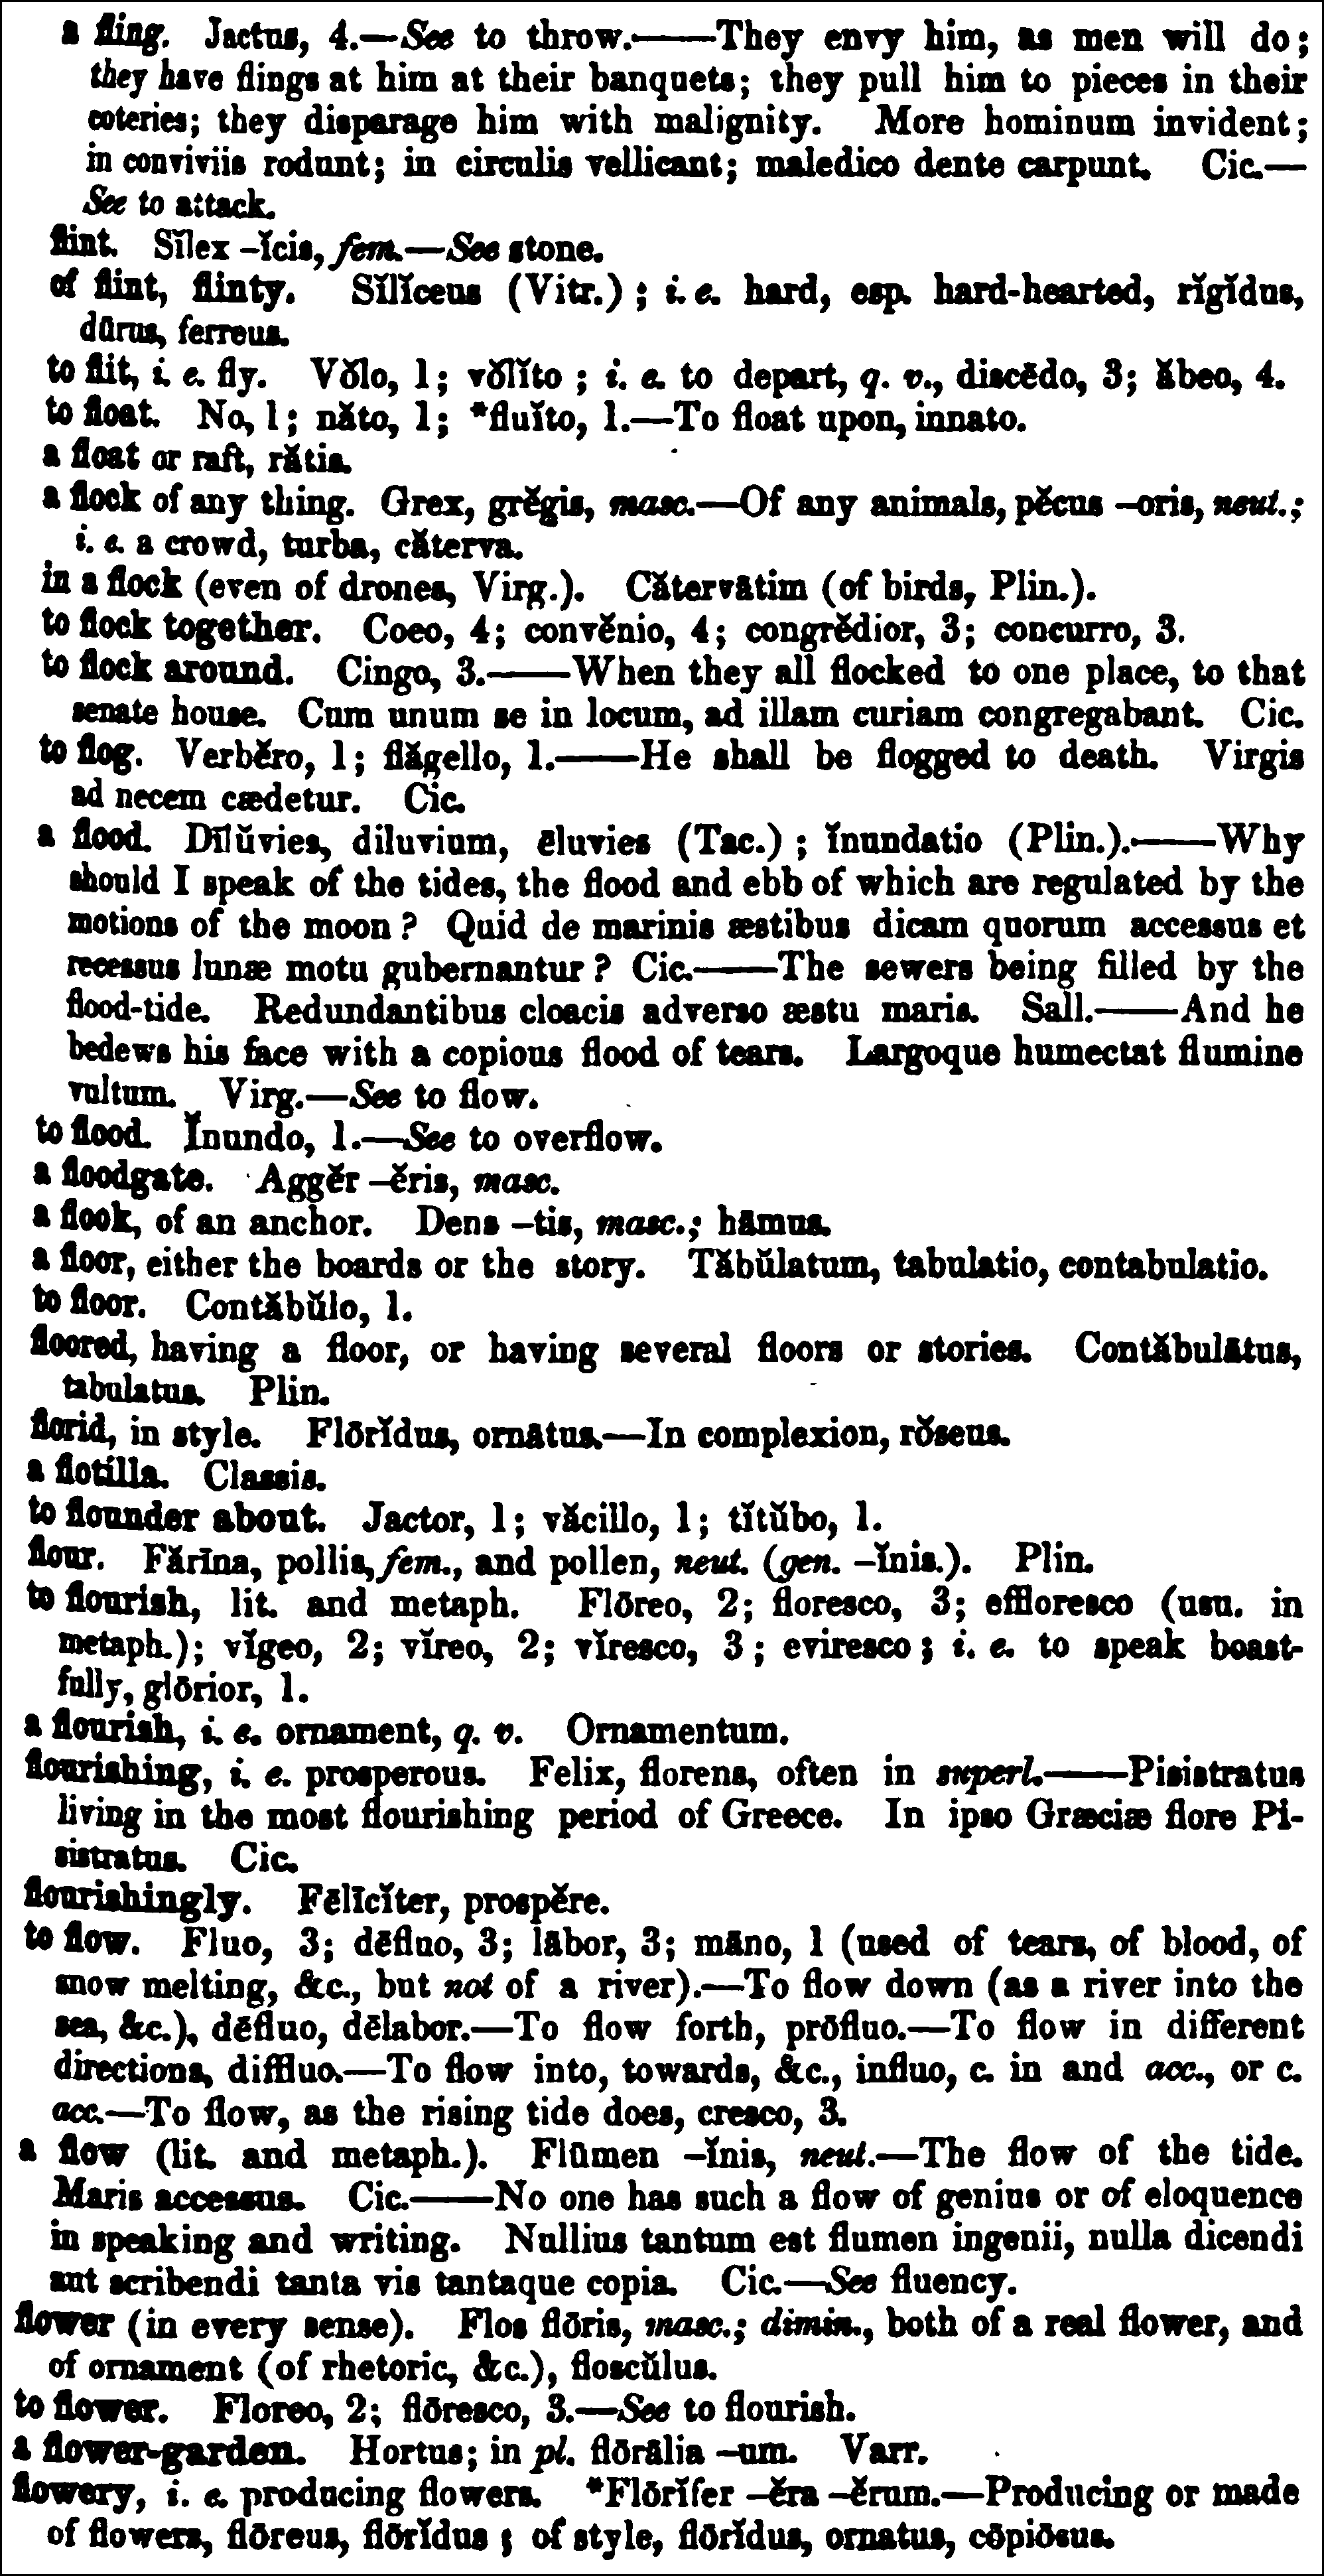 a fling. Jactus, 4.—See to throw.——They envy him, as men will do;
they have flings at him at their banquets; they pull him to pieces in their
coteries; they disparage him with malignity. More hominum invident;
in conviviis rodunt; in circulis vellicant; maledico dente carpunt. Cic.—
See to attack.
flint. Sĭlex –ĭcis, fem.—See stone.
of flint, flinty. Sĭlĭceus (Vitr.); i. e. hard, esp. hard-hearted, rĭgĭdus,
dūrus, ferreus.
to flit, i. e. fly. Vŏlo, 1; vŏlĭto; i. e. to depart, q. v., discēdo, 3; ăbeo, 4.
to float. No, 1; năto, 1; *fluĭto, 1.—To float upon, innato.
a float or raft, rătis.
a flock of any thing. Grex, grĕgis, masc.—Of any animals, pĕcus –oris, neut.;
i. e. a crowd, turba, căterva.
in a flock (even of drones, Virg.). Cătervātim (of birds, Plin.).
to flock together. Coeo, 4; convĕnio, 4; congrĕdior, 3; concurro, 3.
to flock around. Cingo, 3.——When they all flocked to one place, to that
senate house. Cum unum se in locum, ad illam curiam congregabant. Cic.
to flog. Verbĕro, 1; flăgello, 1.——He shall be flogged to death. Virgis
ad necem cædetur. Cic.
a flood. Dīlŭvies, diluvium, ēluvies (Tac.); ĭnundatio (Plin.).——Why
should I speak of the tides, the flood and ebb of which are regulated by the
motions of the moon? Quid de marinis æstibus dicam quorum accessus et
recessus lunæ motu gubernantur? Cic.——The sewers being filled by the
flood-tide. Redundantibus cloacis adverso æstu maris. Sall.——And he
bedews his face with a copious flood of tears. Largoque humectat flumine
vultum. Virg.—See to flow.
to flood. Ĭnundo, 1.—See to overflow.
a floodgate. Aggĕr –ĕris, masc.
a flook, of an anchor. Dens –tis, masc.; hāmus.
a floor, either the boards or the story. Tăbŭlatum, tabulatio, contabulatio.
to floor. Contăbŭlo, 1.
floored, having a floor, or having several floors or stories. Contăbulātus,
tabulatus. Plin.
florid, in style. Flōrĭdus, ornātus.—In complexion, rŏseus.
a flotilla. Classis.
to flounder about. Jactor, 1; văcillo, 1; tĭtŭbo, 1.
flour. Fărīna, pollis, fem., and pollen, neut. (gen. –ĭnis.). Plin.
to flourish, lit. and metaph. Flōreo, 2; floresco, 3; effloresco (usu. in
metaph.); vĭgeo, 2; vĭreo, 2; vĭresco, 3; eviresco; i. e. to speak boast-
fully, glōrior, 1.
a flourish, i. e. ornament, q. v. Ornamentum.
flourishing, i. e. prosperous. Felix, florens, often in superl.——Pisistratus
living in the most flourishing period of Greece. In ipso Græciæ flore Pi-
sistratus. Cic.
flourishingly. Fēlīcĭter, prospĕre.
to flow. Fluo, 3; dēfluo, 3; lābor, 3; māno, 1 (used of tears, of blood, of
snow melting, &c., but not of a river).—To flow down (as a river into the
sea, &c.), dēfluo, dēlabor.—To flow forth, prōfluo.—To flow in different
directions, diffluo.—To flow into, towards, &c., influo, c. in and acc., or c.
acc.—To flow, as the rising tide does, cresco, 3.
a flow (lit. and metaph.). Flūmen –ĭnis, neut.—The flow of the tide.
Maris accessus. Cic.——No one has such a flow of genius or of eloquence
in speaking and writing. Nullius tantum est flumen ingenii, nulla dicendi
aut scribendi tanta vis tantaque copia. Cic.—See fluency.
flower (in every sense). Flos flōris, masc.; dimin., both of a real flower, and
of ornament (of rhetoric, &c.), floscŭlus.
to flower. Floreo, 2; flōresco, 3.—See to flourish.
a flower-garden. Hortus; in pl. flōrālia –um. Varr.
flowery, i. e. producing flowers. *Flōrĭfer –ĕra –ĕrum.—Producing or made
of flowers, flōreus, flōrĭdus; of style, flōrĭdus, ornatus, cōpiōsus.